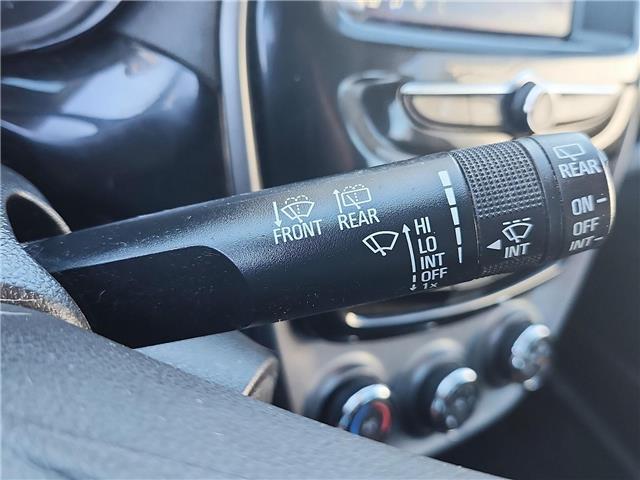 FRONT
REAR
HI
LO
INT
OFF
1x
INT
REAR
ON
OFF
INT